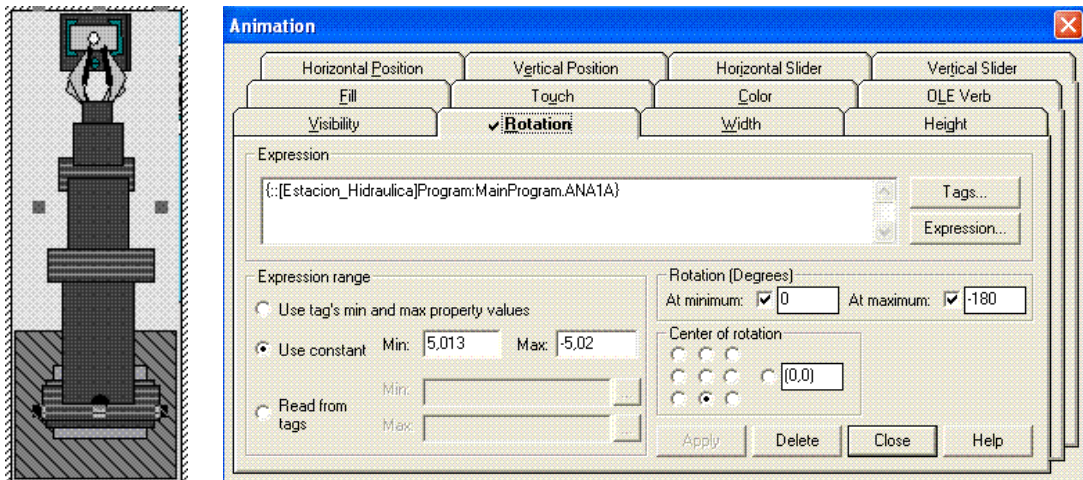 Animation
Horizontal Position Vertical Position Horizontal Slider Vertical Slider
Fill Touch Color OLE Verb
Visibility Rotation Width Height
Expression
{::[Estacion_Hidraulica]Program:MainProgram.ANA1A}
Tags...
Expression...
Expression range
Use tag's min and max property values
Use constant Min: 5,013 Max: -5,02
Read from tags
Min: ...
Max: ...
Rotation (Degrees)
At minimum: 0 At maximum: -180
Center of rotation
(0,0)
Apply Delete Close Help